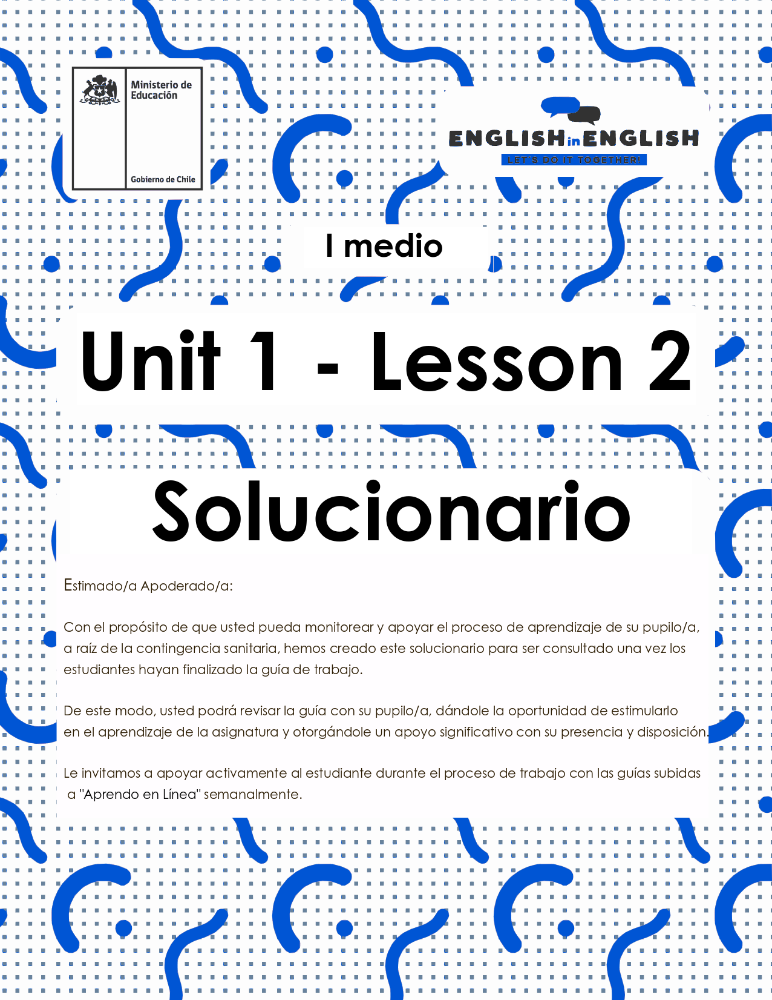 Ministerio de
Educación
Gobierno de Chile
ENGLISH in ENGLISH
LET'S DO IT TOGETHER!
I medio
Unit 1 - Lesson 2
Solucionario
Estimado/a Apoderado/a:
Con el propósito de que usted pueda monitorear y apoyar el proceso de aprendizaje de su pupilo/a,
a raíz de la contingencia sanitaria, hemos creado este solucionario para ser consultado una vez los
estudiantes hayan finalizado la guía de trabajo.
De este modo, usted podrá revisar la guía con su pupilo/a, dándole la oportunidad de estimularlo
en el aprendizaje de la asignatura y otorgándole un apoyo significativo con su presencia y disposición.
Le invitamos a apoyar activamente al estudiante durante el proceso de trabajo con las guías subidas
a "Aprendo en Línea" semanalmente.